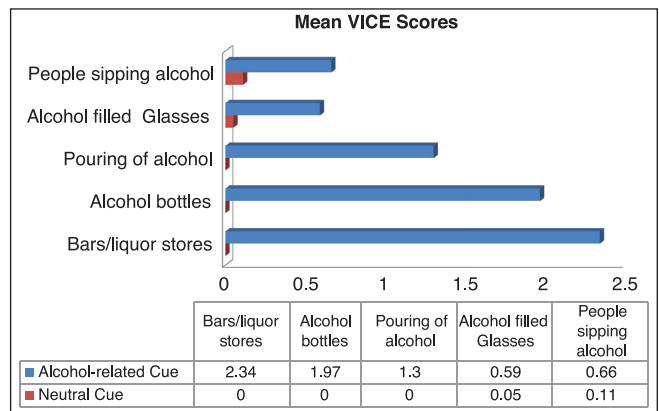 Mean VICE Scores
People sipping alcohol
Alcohol filled Glasses
Pouring of alcohol
Alcohol bottles
Bars/liquor stores
0 0.5 1 1.5 2 2.5
Bars/liquor stores Alcohol bottles Pouring of alcohol Alcohol filled Glasses People sipping alcohol
Alcohol-related Cue 2.34 1.97 1.3 0.59 0.66
Neutral Cue 0 0 0 0.05 0.11